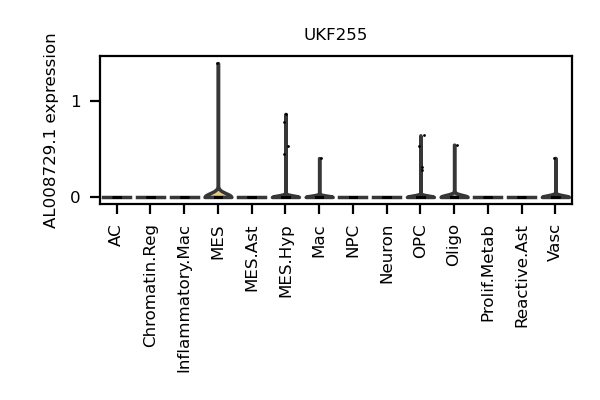 UKF255
AL008729.1 expression
1
0
AC
Chromatin.Reg
Inflammatory.Mac
MES
MES.Ast
MES.Hyp
Mac
NPC
Neuron
OPC
Oligo
Prolif.Metab
Reactive.Ast
Vasc